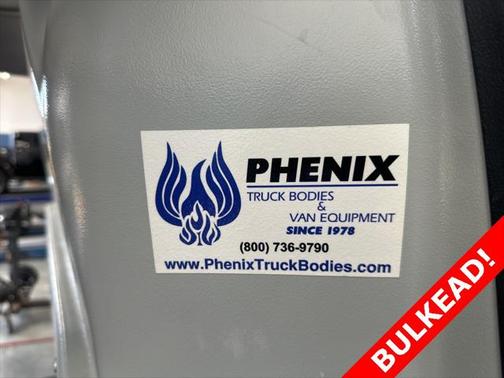 PHENIX
TRUCK BODIES
&
VAN EQUIPMENT
SINCE 1978
(800) 736-9790
www.PhenixTruckBodies.com
BULKEAD!